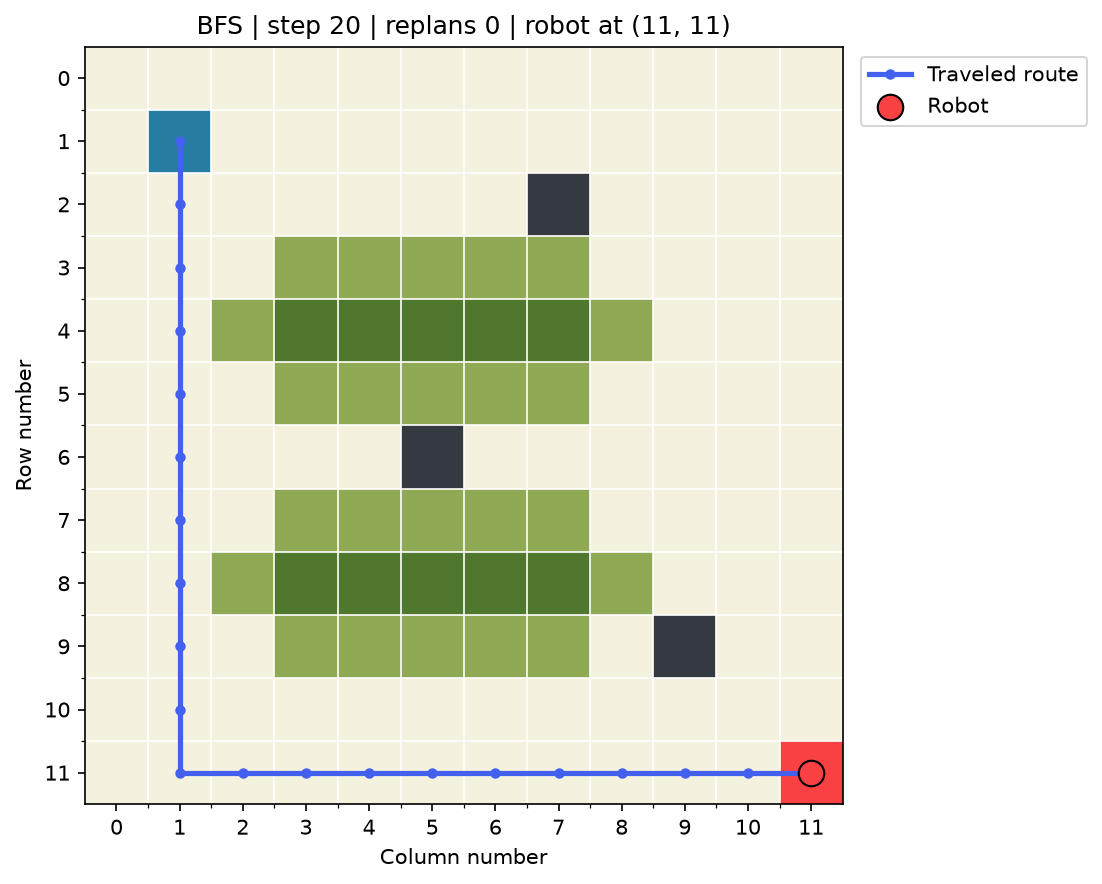 BFS | step 20 | replans 0 | robot at (11, 11)
Traveled route
Robot
Row number
0
1
2
3
4
5
6
7
8
9
10
11
0 1 2 3 4 5 6 7 8 9 10 11
Column number